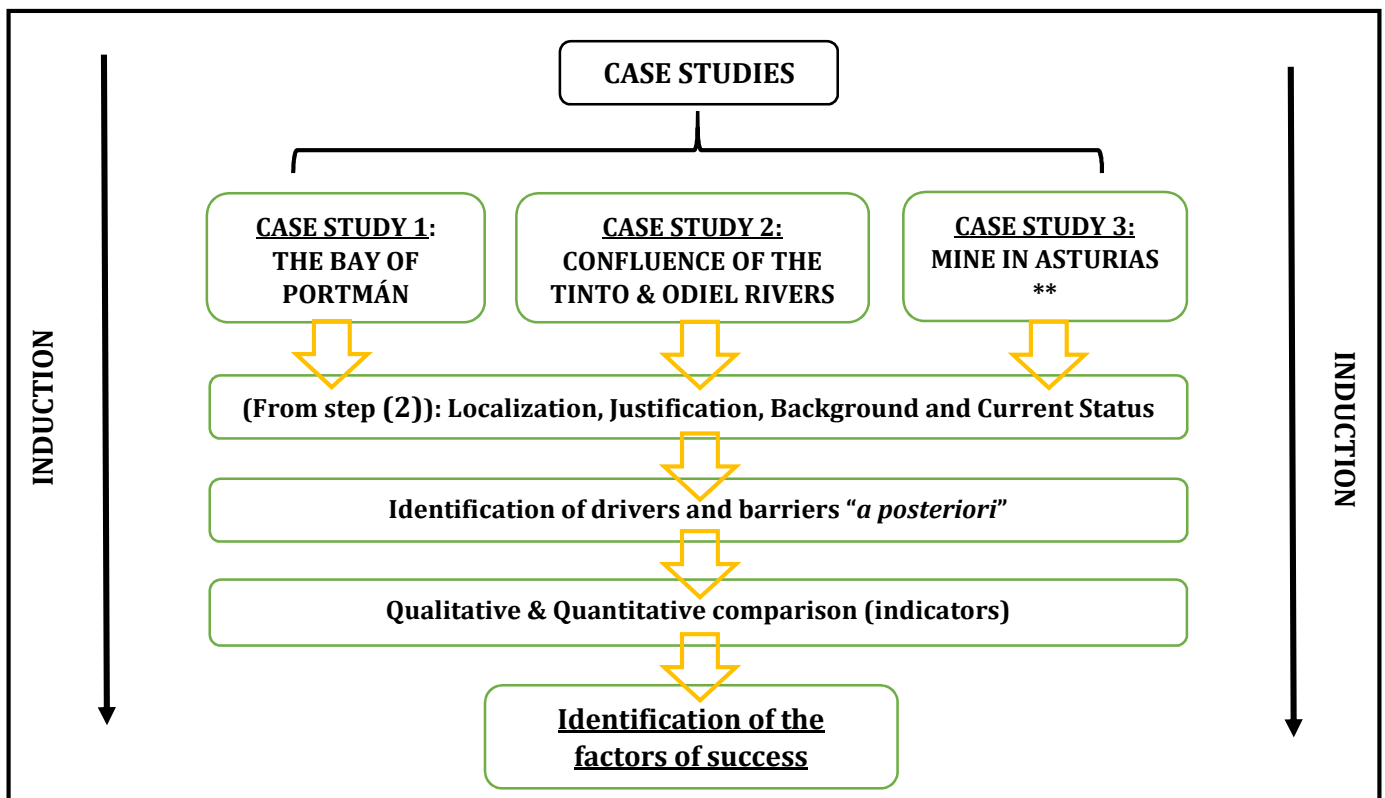 CASE STUDIES
CASE STUDY 1:
THE BAY OF
PORTMÁN
CASE STUDY 2:
CONFLUENCE OF THE
TINTO & ODIEL RIVERS
CASE STUDY 3:
MINE IN ASTURIAS
**
INDUCTION
INDUCTION
(From step (2)): Localization, Justification, Background and Current Status
Identification of drivers and barriers “a posteriori”
Qualitative & Quantitative comparison (indicators)
Identification of the
factors of success